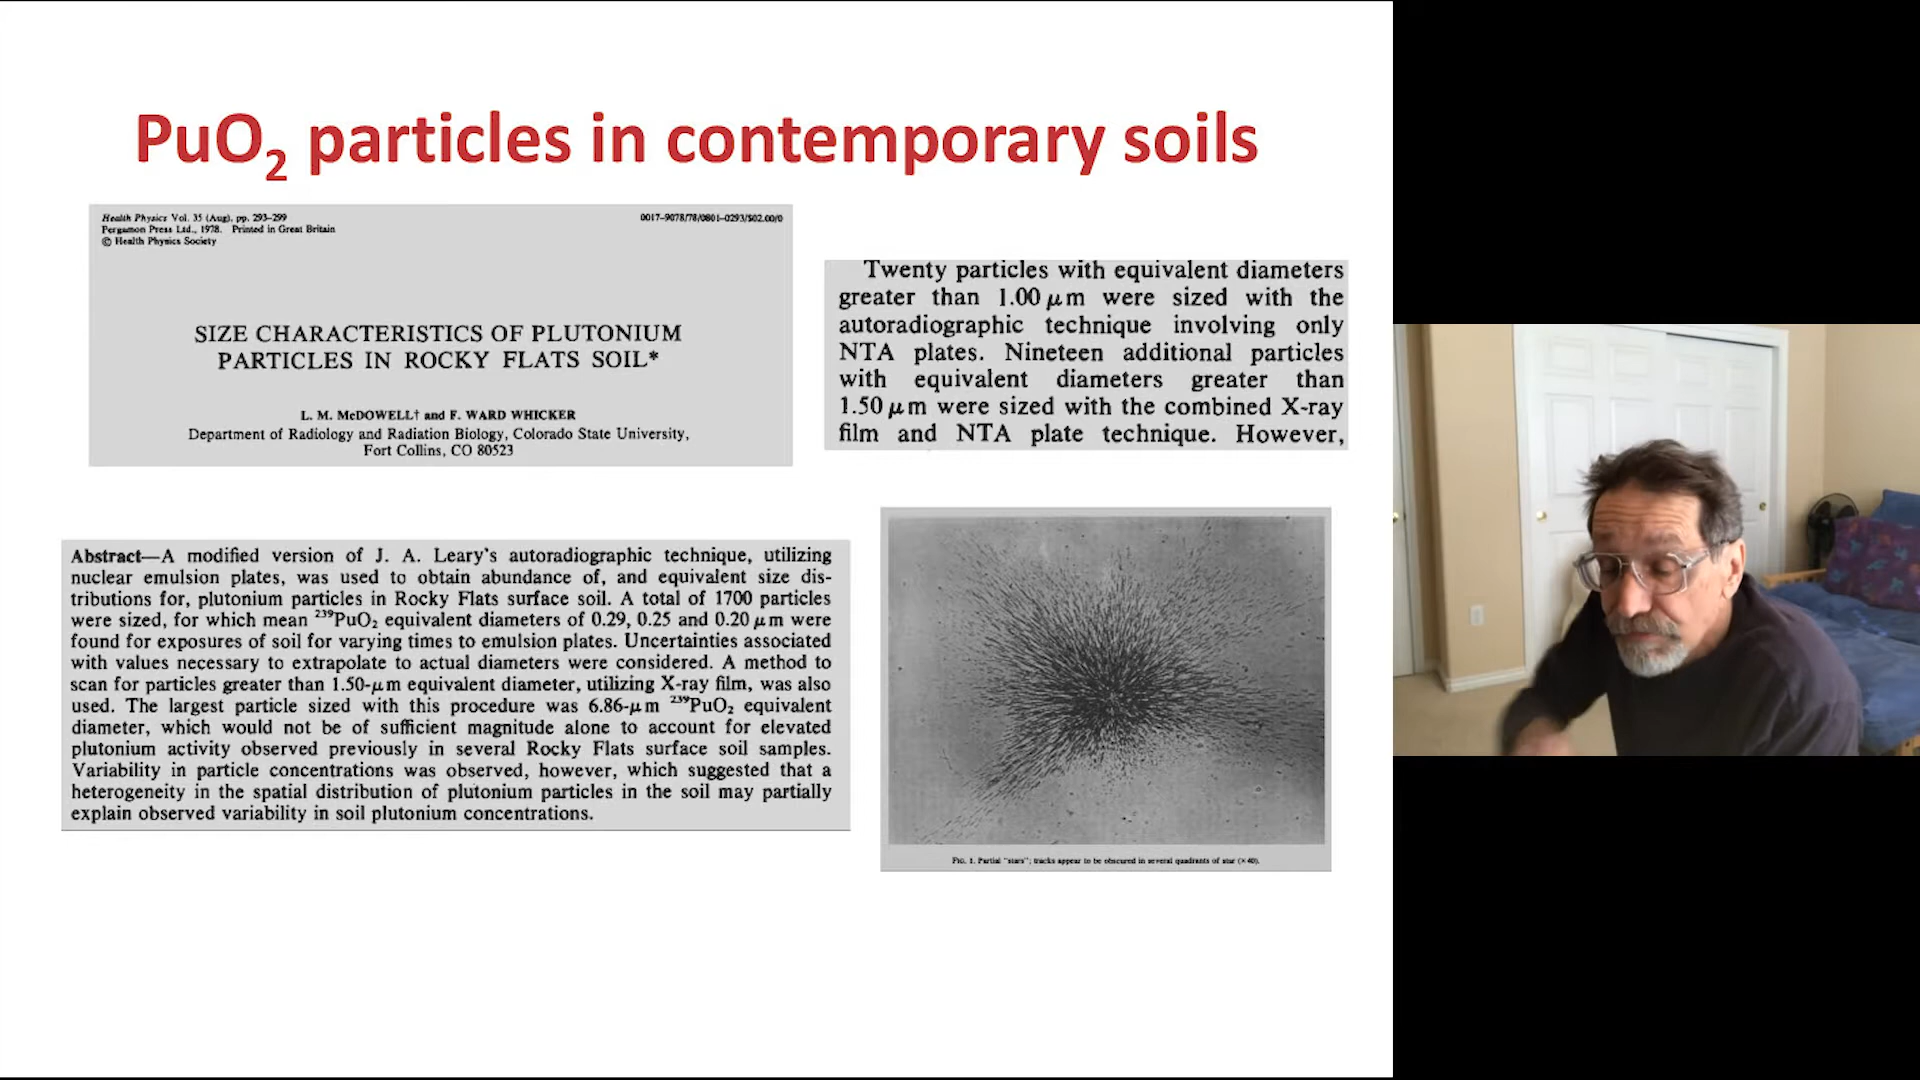 PuO2 particles in contemporary soils
Health Physics Vol. 35 (Aug), pp. 293–299
Pergamon Press Ltd., 1978. Printed in Great Britain
© Health Physics Society
0017–9078/78/0801–0293/$02.00/0
SIZE CHARACTERISTICS OF PLUTONIUM
PARTICLES IN ROCKY FLATS SOIL*
L. M. McDOWELL† and F. WARD WHICKER
Department of Radiology and Radiation Biology, Colorado State University,
Fort Collins, CO 80523
Twenty particles with equivalent diameters
greater than 1.00 μm were sized with the
autoradiographic technique involving only
NTA plates. Nineteen additional particles
with equivalent diameters greater than
1.50 μm were sized with the combined X-ray
film and NTA plate technique. However,
Abstract—A modified version of J. A. Leary's autoradiographic technique, utilizing
nuclear emulsion plates, was used to obtain abundance of, and equivalent size dis-
tributions for, plutonium particles in Rocky Flats surface soil. A total of 1700 particles
were sized, for which mean 239PuO2 equivalent diameters of 0.29, 0.25 and 0.20 μm were
found for exposures of soil for varying times to emulsion plates. Uncertainties associated
with values necessary to extrapolate to actual diameters were considered. A method to
scan for particles greater than 1.50-μm equivalent diameter, utilizing X-ray film, was also
used. The largest particle sized with this procedure was 6.86-μm 239PuO2 equivalent
diameter, which would not be of sufficient magnitude alone to account for elevated
plutonium activity observed previously in several Rocky Flats surface soil samples.
Variability in particle concentrations was observed, however, which suggested that a
heterogeneity in the spatial distribution of plutonium particles in the soil may partially
explain observed variability in soil plutonium concentrations.
FIG. 1. Partial "stars"; tracks appear to be obscured in several quadrants of star (×40).